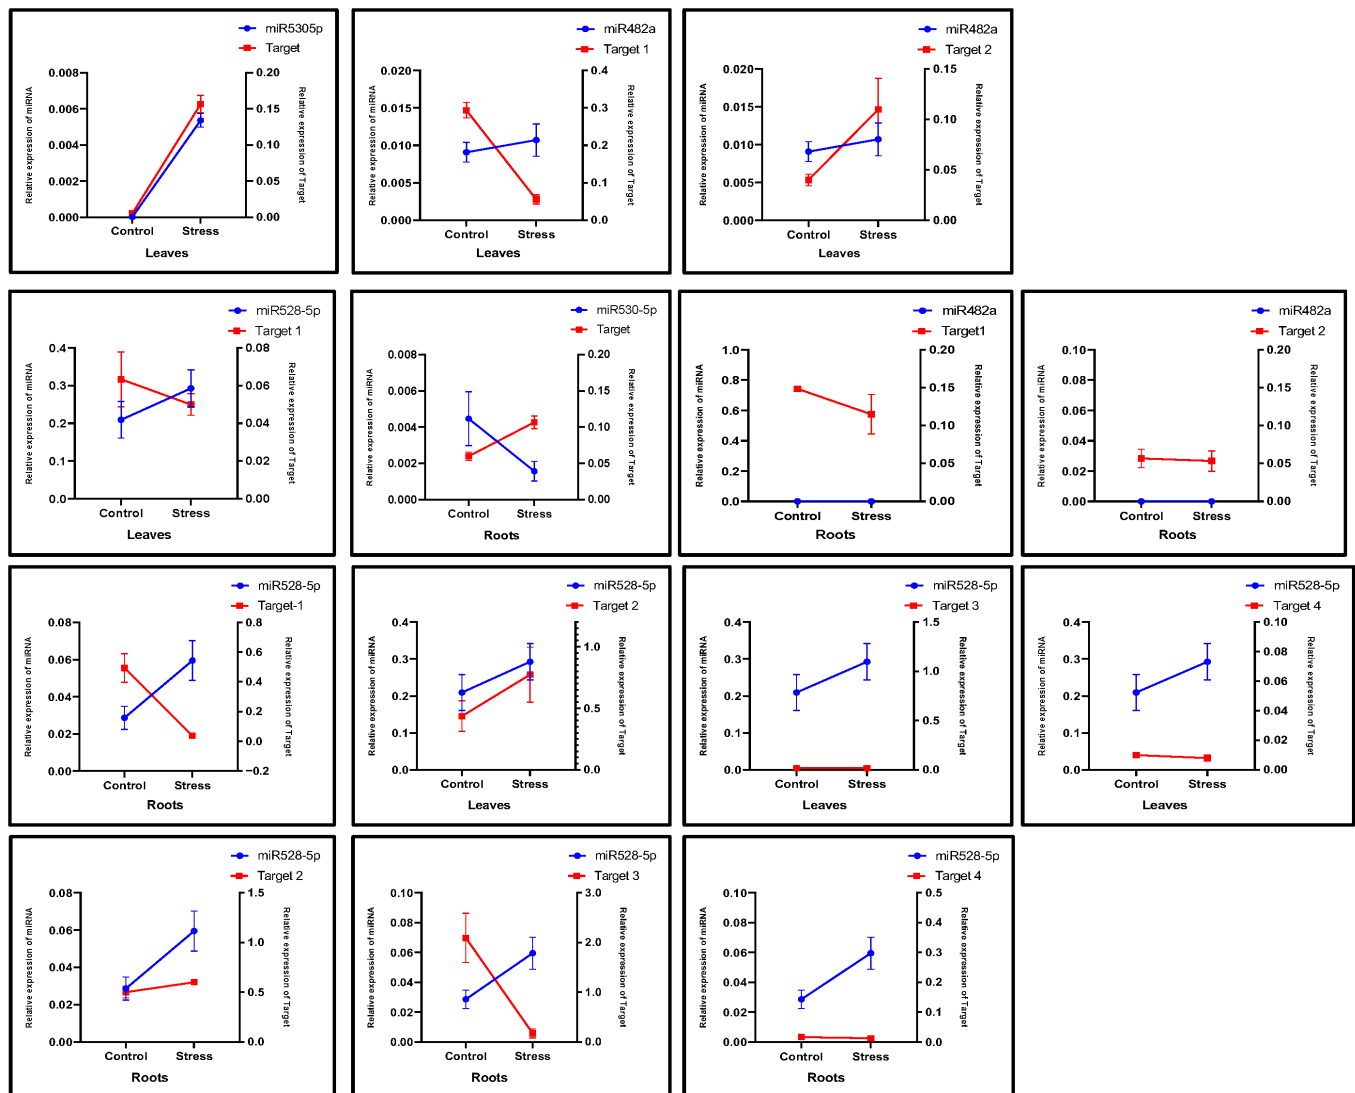 miR5305p
Target
Relative expression of miRNA
0.008
0.006
0.004
0.002
0.000
0.20
0.15
0.10
0.05
0.00
Relative expression of Target
Control Stress
Leaves
miR482a
Target 1
Relative expression of miRNA
0.020
0.015
0.010
0.005
0.000
0.4
0.3
0.2
0.1
0.0
Relative expression of Target
Control Stress
Leaves
miR482a
Target 2
Relative expression of miRNA
0.020
0.015
0.010
0.005
0.000
0.15
0.10
0.05
0.00
Relative expression of Target
Control Stress
Leaves
miR528-5p
Target 1
Relative expression of miRNA
0.4
0.3
0.2
0.1
0.0
0.08
0.06
0.04
0.02
0.00
Relative expression of Target
Control Stress
Leaves
miR530-5p
Target
Relative expression of miRNA
0.008
0.006
0.004
0.002
0.000
0.20
0.15
0.10
0.05
0.00
Relative expression of Target
Control Stress
Roots
miR482a
Target1
Relative expression of miRNA
1.0
0.8
0.6
0.4
0.2
0.0
0.20
0.15
0.10
0.05
0.00
Relative expression of Target
Control Stress
Roots
miR482a
Target 2
Relative expression of miRNA
0.10
0.08
0.06
0.04
0.02
0.00
0.20
0.15
0.10
0.05
0.00
Relative expression of Target
Control Stress
Roots
miR528-5p
Target-1
Relative expression of miRNA
0.08
0.06
0.04
0.02
0.00
0.8
0.6
0.4
0.2
0.0
−0.2
Relative expression of Target
Control Stress
Roots
miR528-5p
Target 2
Relative expression of miRNA
0.4
0.3
0.2
0.1
0.0
1.0
0.5
0.0
Relative expression of Target
Control Stress
Leaves
miR528-5p
Target 3
Relative expression of miRNA
0.4
0.3
0.2
0.1
0.0
1.5
1.0
0.5
0.0
Relative expression of Target
Control Stress
Leaves
miR528-5p
Target 4
Relative expression of miRNA
0.4
0.3
0.2
0.1
0.0
0.10
0.08
0.06
0.04
0.02
0.00
Relative expression of Target
Control Stress
Leaves
miR528-5p
Target 2
Relative expression of miRNA
0.08
0.06
0.04
0.02
0.00
1.5
1.0
0.5
0.0
Relative expression of Target
Control Stress
Roots
miR528-5p
Target 3
Relative expression of miRNA
0.10
0.08
0.06
0.04
0.02
0.00
3.0
2.0
1.0
0.0
Relative expression of Target
Control Stress
Roots
miR528-5p
Target 4
Relative expression of miRNA
0.10
0.08
0.06
0.04
0.02
0.00
0.5
0.4
0.3
0.2
0.1
0.0
Relative expression of Target
Control Stress
Roots